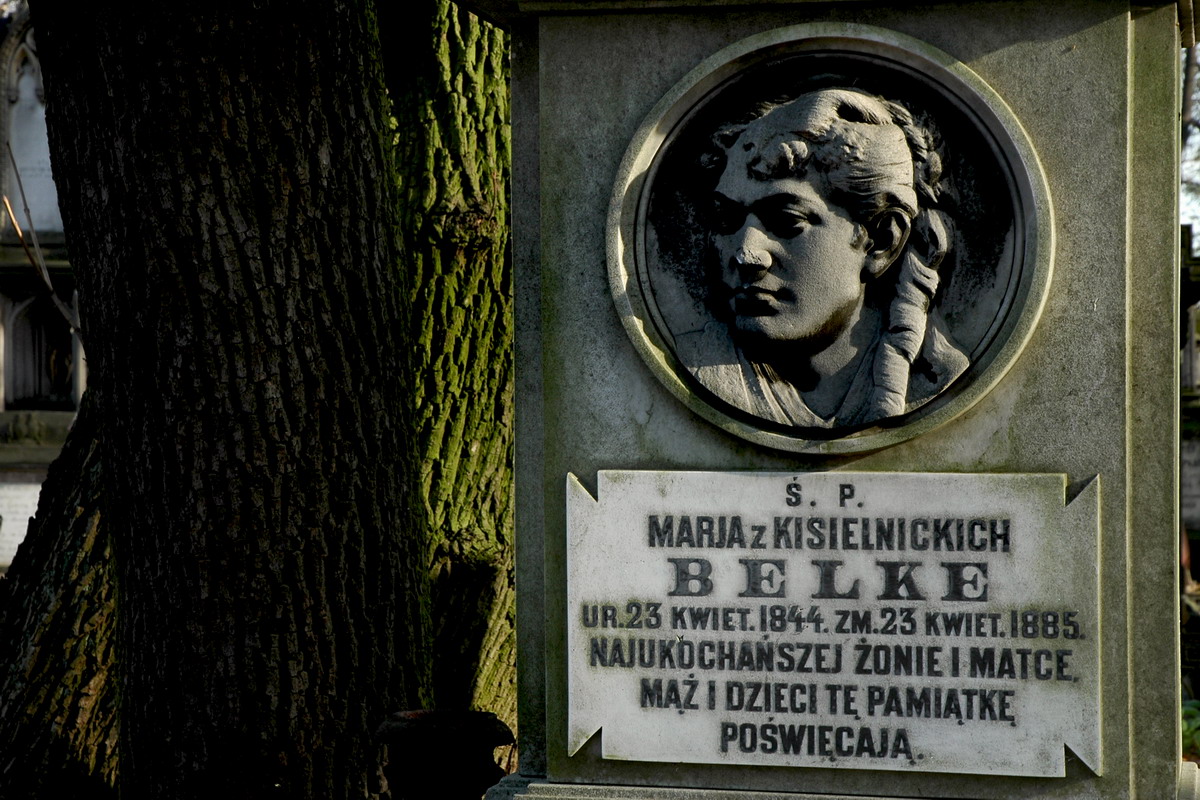 Ś. P.
MARJA z KISIELNICKICH
BELKE
UR.23 KWIET. 1844. ZM.23 KWIET. 1885.
NAJUKOCHAŃSZEJ ŻONIE I MATCE,
MĄŻ I DZIECI TĘ PAMIĄTKĘ
POŚWIĘCAJĄ.